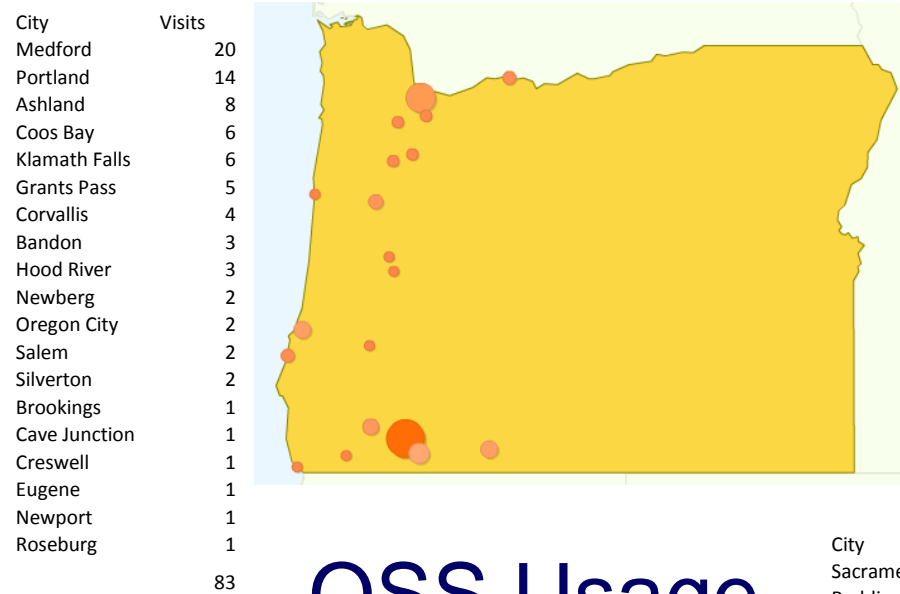 City Visits
Medford 20
Portland 14
Ashland 8
Coos Bay 6
Klamath Falls 6
Grants Pass 5
Corvallis 4
Bandon 3
Hood River 3
Newberg 2
Oregon City 2
Salem 2
Silverton 2
Brookings 1
Cave Junction 1
Creswell 1
Eugene 1
Newport 1
Roseburg 1
83
OSS Usage
City